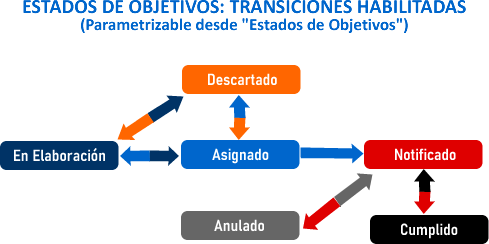 ESTADOS DE OBJETIVOS: TRANSICIONES HABILITADAS
(Parametrizable desde "Estados de Objetivos")
Descartado
En Elaboración
Asignado
Notificado
Anulado
Cumplido